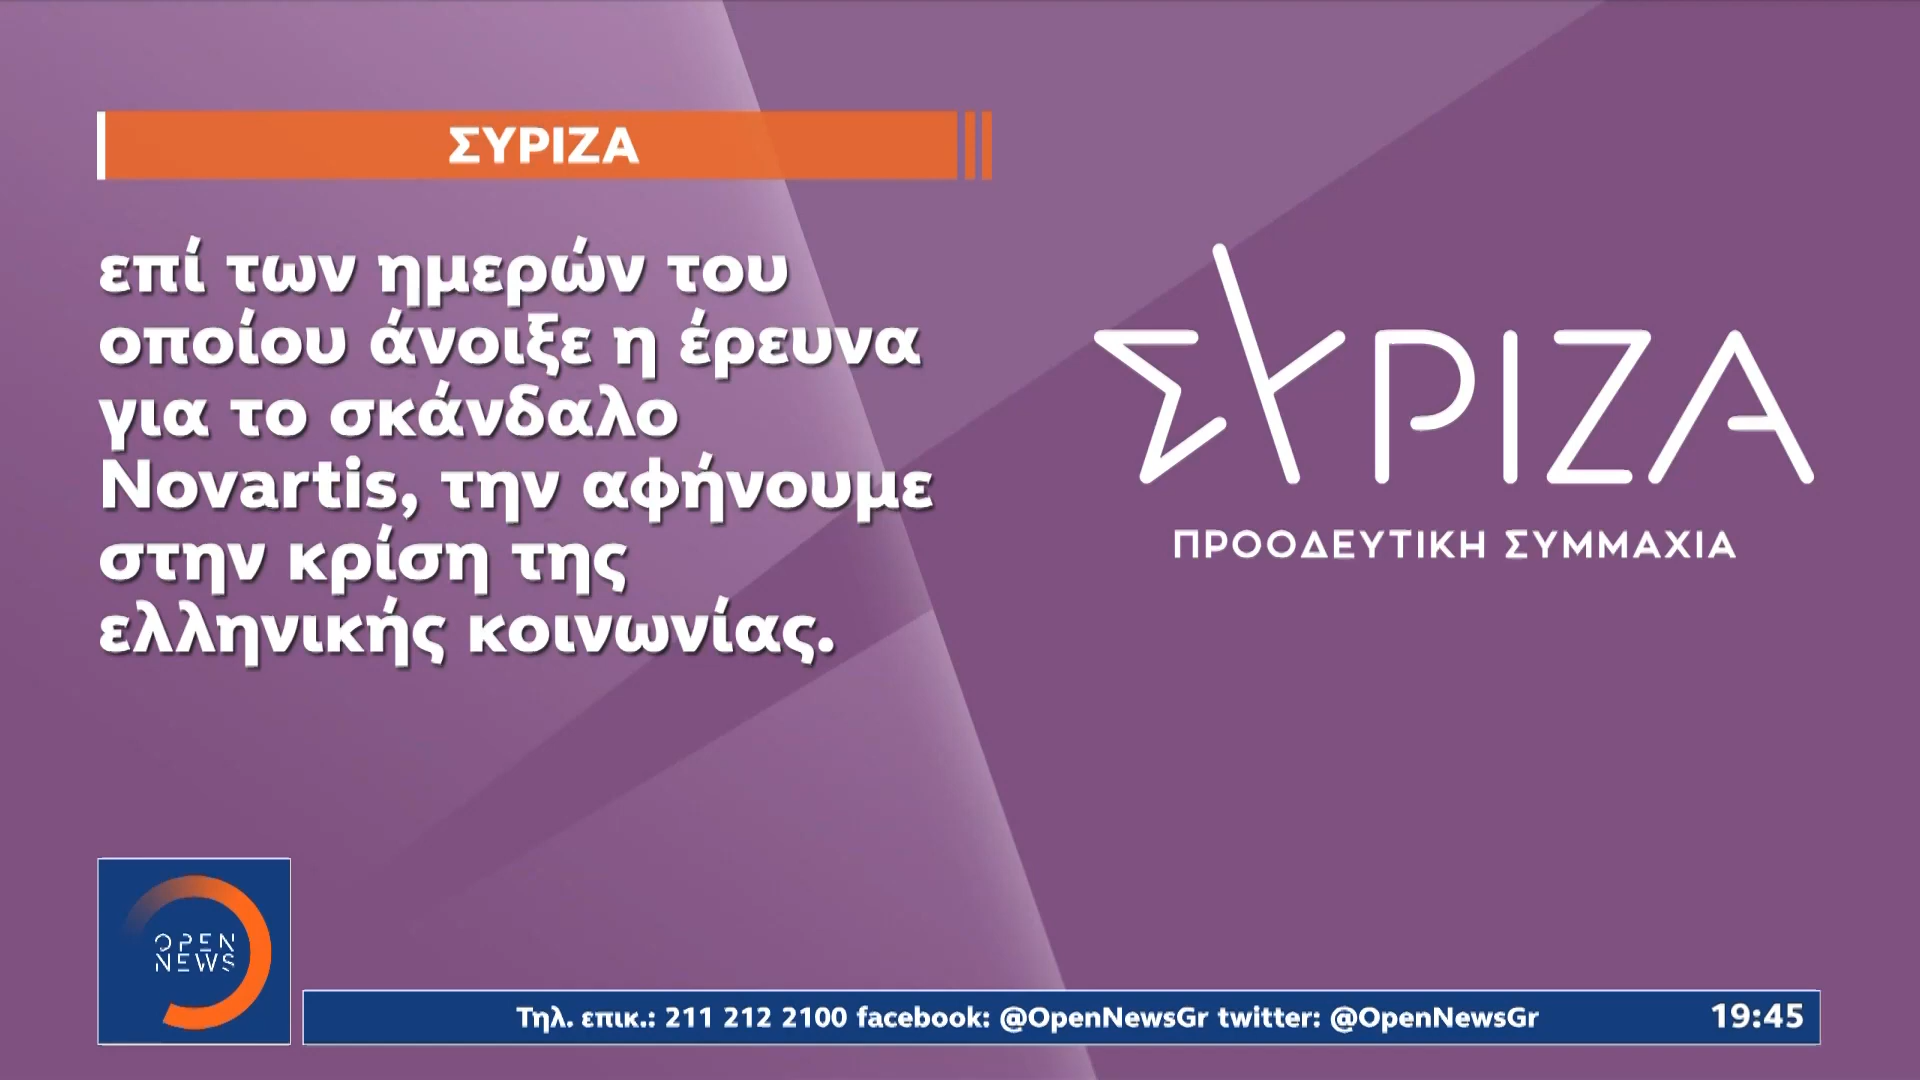 ΣΥΡΙΖΑ
επί των ημερών του
οποίου άνοιξε η έρευνα
για το σκάνδαλο
Novartis, την αφήνουμε
στην κρίση της
ελληνικής κοινωνίας.
ΣΥΡΙΖΑ
ΠΡΟΟΔΕΥΤΙΚΗ ΣΥΜΜΑΧΙΑ
OPEN
NEWS
Τηλ. επικ.: 211 212 2100 facebook: @OpenNewsGr twitter: @OpenNewsGr
19:45